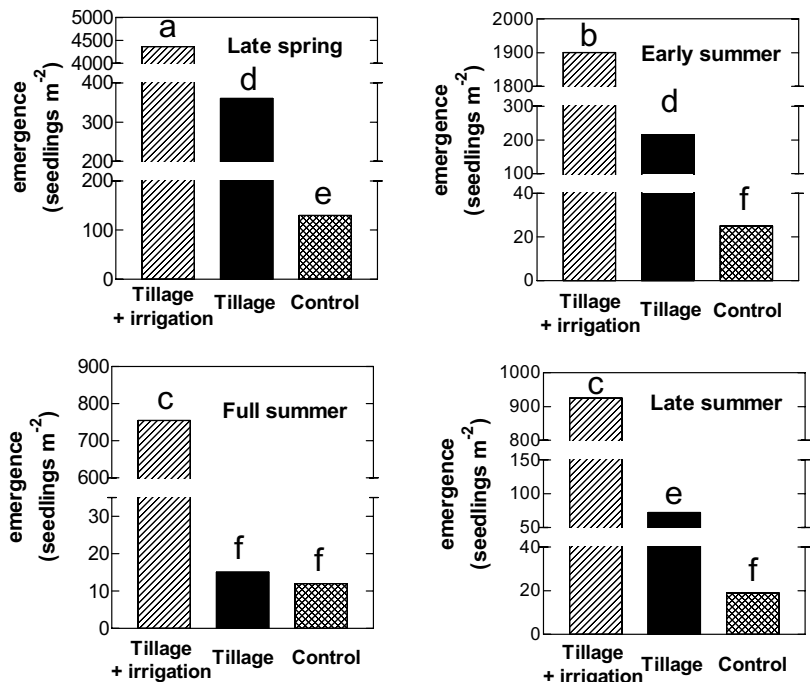 5000
4500
4000
400
300
200
200
100
0
emergence
(seedlings m⁻²)
a
d
e
Late spring
Tillage
+ irrigation
Tillage
Control
2000
1900
1800
300
200
100
40
20
0
emergence
(seedlings m⁻²)
b
d
f
Early summer
Tillage
+ irrigation
Tillage
Control
900
800
700
600
30
20
10
0
emergence
(seedlings m⁻²)
c
f
f
Full summer
Tillage
+ irrigation
Tillage
Control
1000
900
800
150
100
50
40
20
0
emergence
(seedlings m⁻²)
c
e
f
Late summer
Tillage
+ irrigation
Tillage
Control